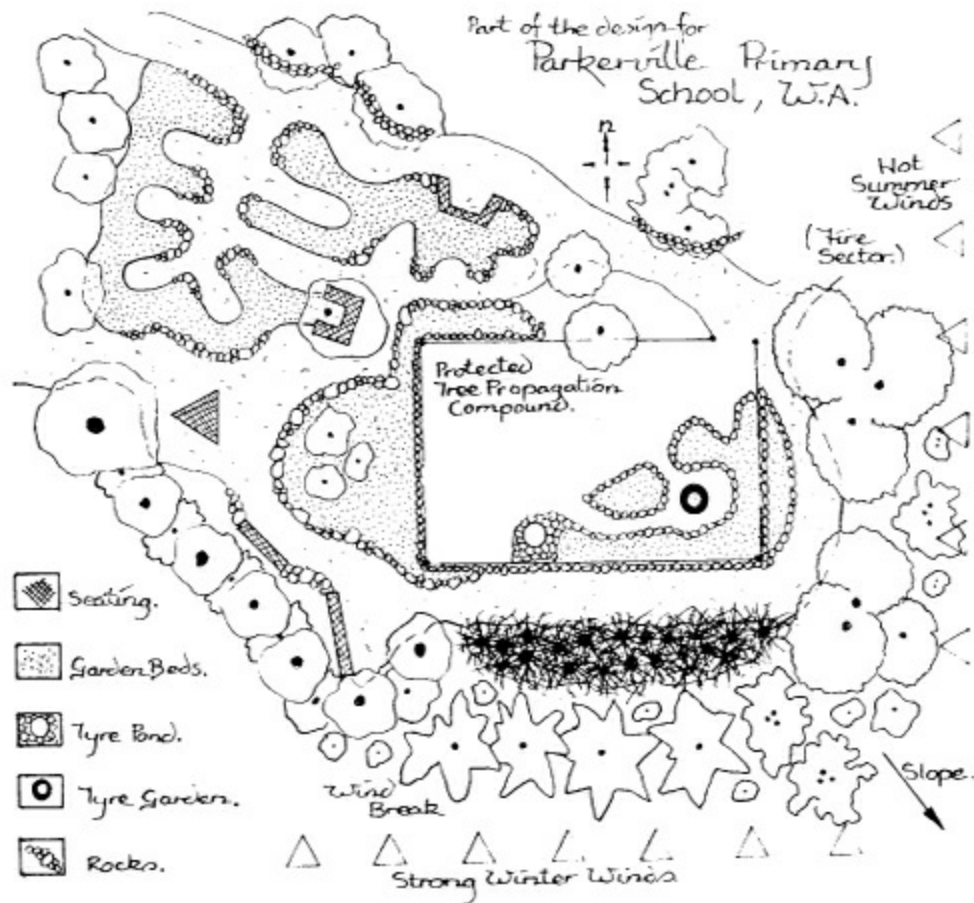 Part of the design for
Parkerville Primary
School, W.A.
n
Hot
Summer
Winds
(Fire
Sector.)
Protected
Tree Propagation
Compound.
Seating.
Garden Beds.
Tyre Pond.
Tyre Garden.
Rocks.
Wind
Break
Slope.
Strong Winter Winds